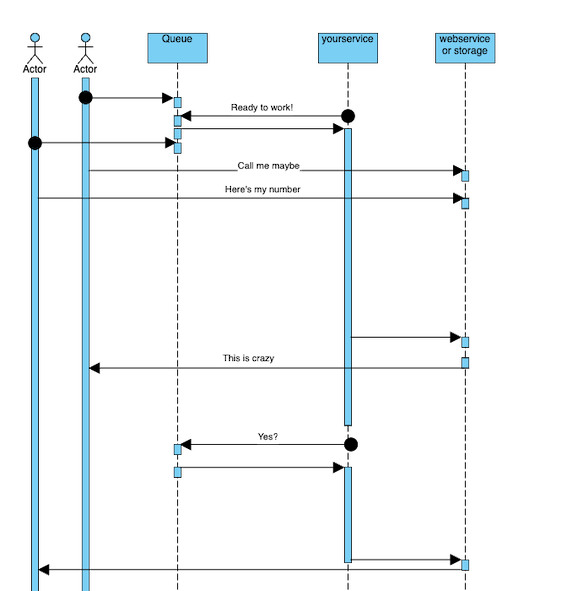 Queue
yourservice
webservice
or storage
Actor
Actor
Ready to work!
Call me maybe
Here's my number
This is crazy
Yes?